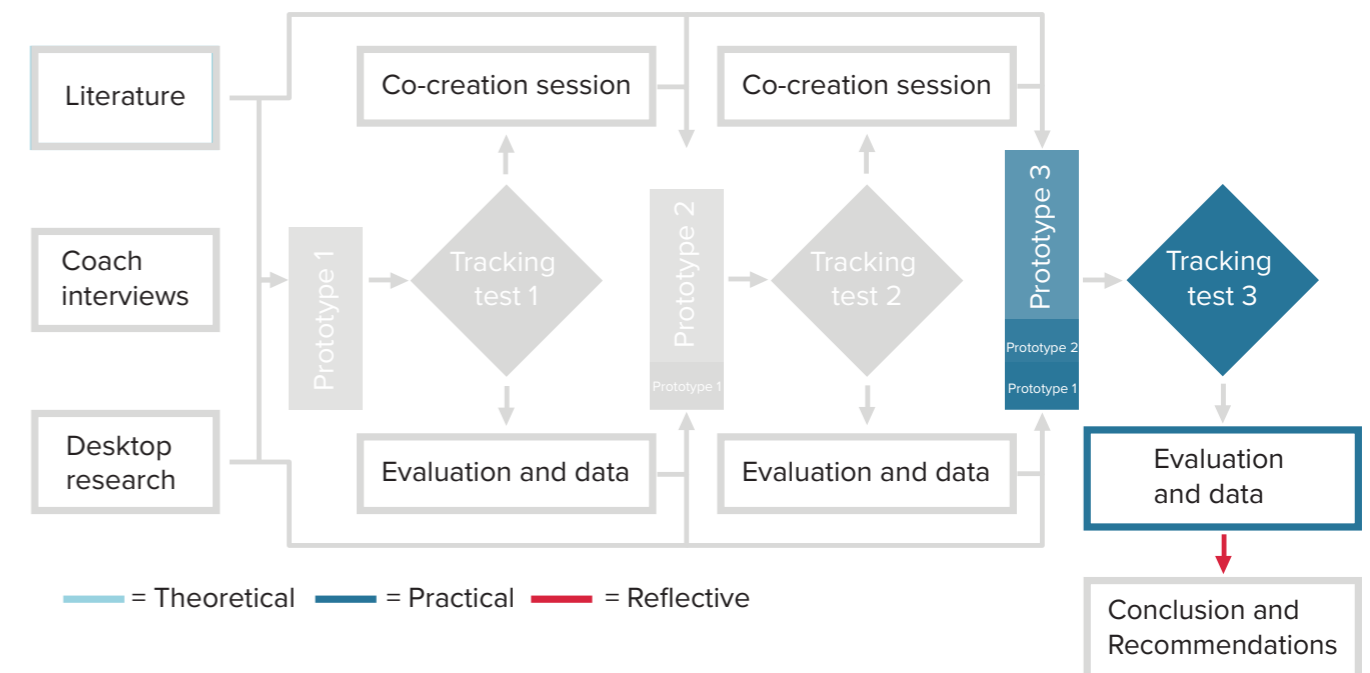 Literature
Co-creation session
Co-creation session
Coach
interviews
Prototype 1
Tracking
test 1
Prototype 2
Prototype 1
Tracking
test 2
Prototype 3
Prototype 2
Prototype 1
Tracking
test 3
Desktop
research
Evaluation and data
Evaluation and data
Evaluation
and data
= Theoretical
= Practical
= Reflective
Conclusion and
Recommendations